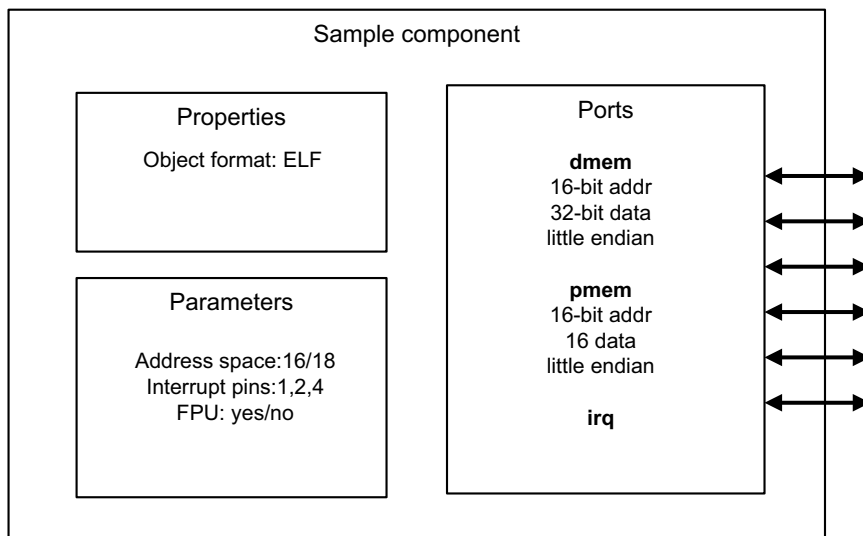 Sample component
Properties
Object format: ELF
Parameters
Address space:16/18
Interrupt pins:1,2,4
FPU: yes/no
Ports
dmem
16-bit addr
32-bit data
little endian
pmem
16-bit addr
16 data
little endian
irq